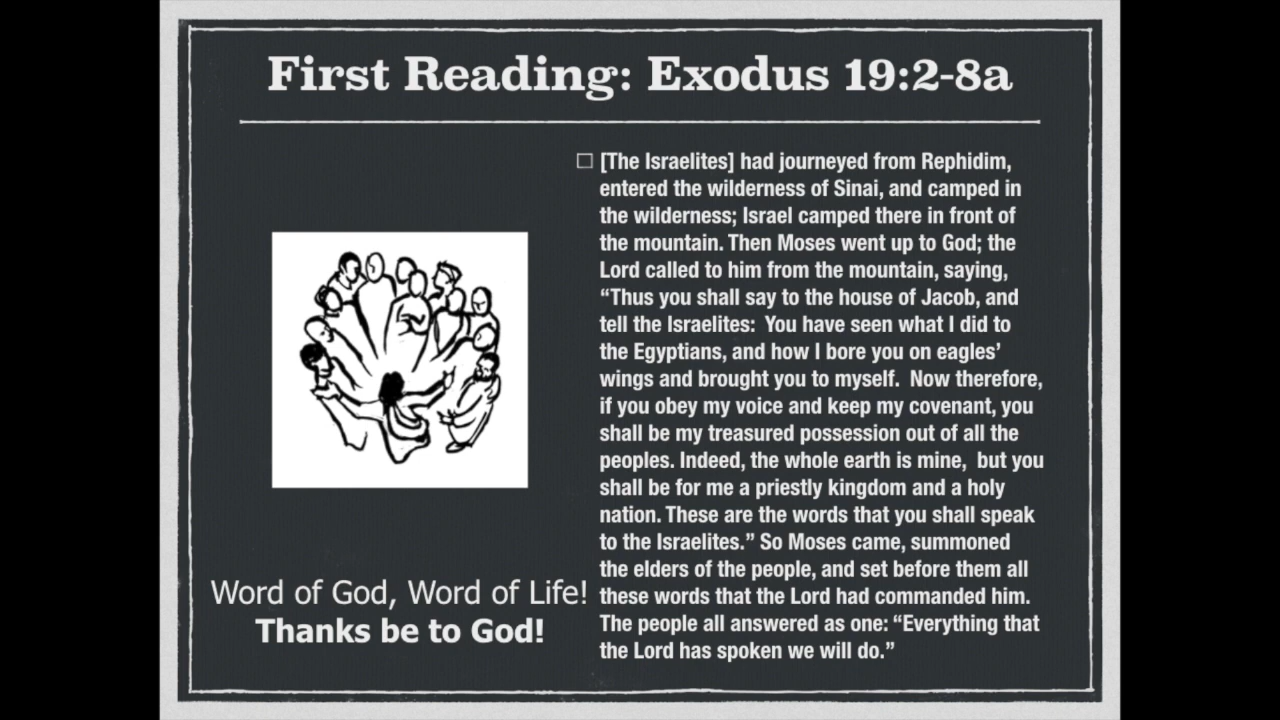 First Reading: Exodus 19:2-8a
[The Israelites] had journeyed from Rephidim,
entered the wilderness of Sinai, and camped in
the wilderness; Israel camped there in front of
the mountain. Then Moses went up to God; the
Lord called to him from the mountain, saying,
“Thus you shall say to the house of Jacob, and
tell the Israelites:  You have seen what I did to
the Egyptians, and how I bore you on eagles’
wings and brought you to myself.  Now therefore,
if you obey my voice and keep my covenant, you
shall be my treasured possession out of all the
peoples. Indeed, the whole earth is mine,  but you
shall be for me a priestly kingdom and a holy
nation. These are the words that you shall speak
to the Israelites.” So Moses came, summoned
the elders of the people, and set before them all
these words that the Lord had commanded him.
The people all answered as one: “Everything that
the Lord has spoken we will do.”
Word of God, Word of Life!
Thanks be to God!